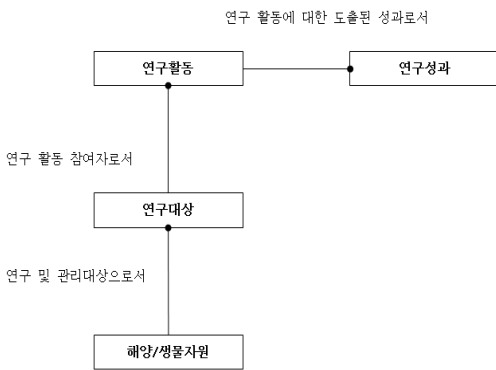 연구 활동에 대한 도출된 성과로서
연구활동
연구성과
연구 활동 참여자로서
연구대상
연구 및 관리대상으로서
해양/생물자원